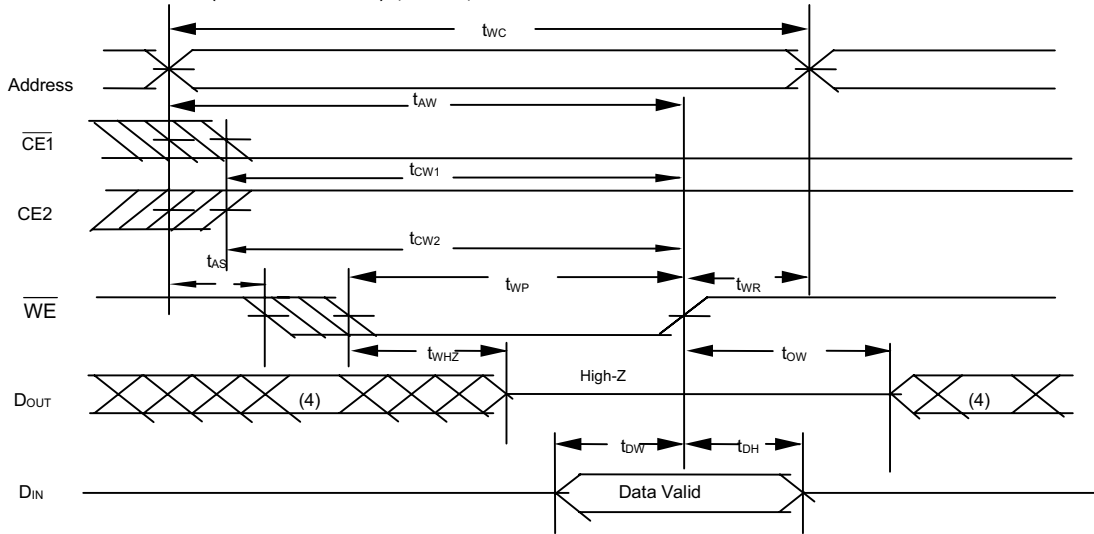 tWC
Address
tAW
CE1
tCW1
CE2
tCW2
tAS
tWP
tWR
WE
tWHZ
tOW
High-Z
DOUT
(4)
(4)
tDW
tDH
DIN
Data Valid